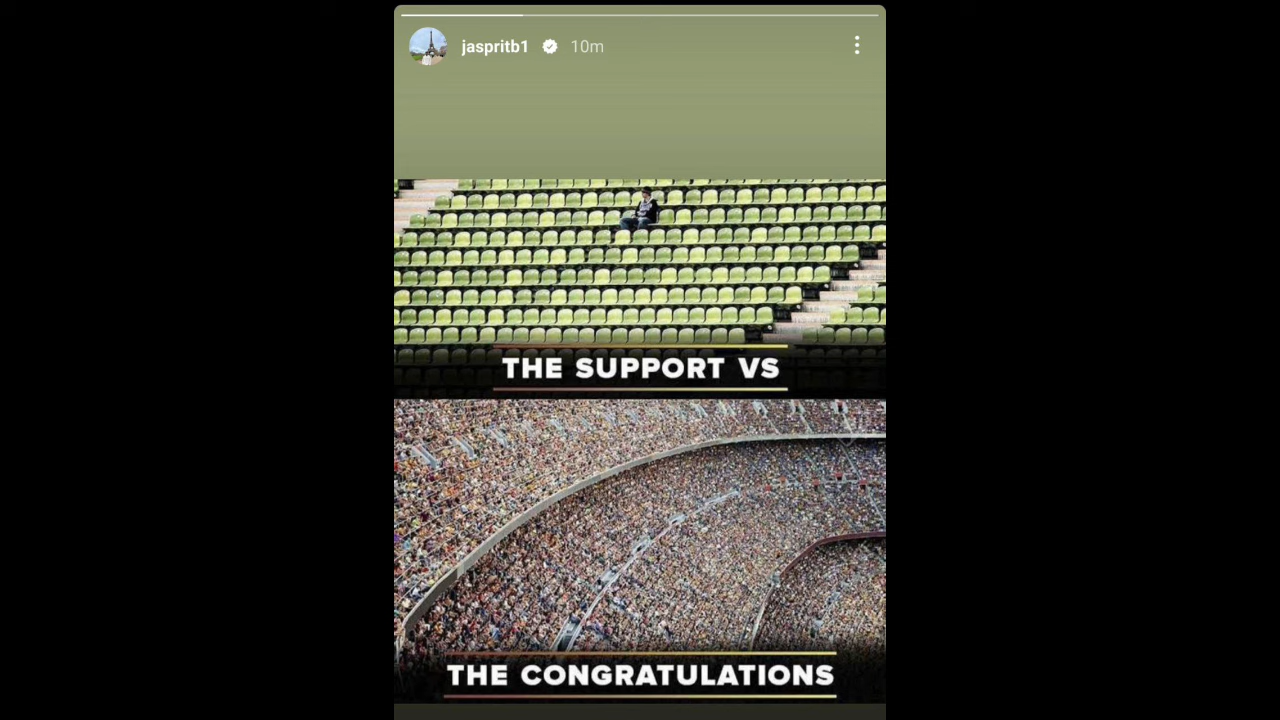 jaspritb1 10m
THE SUPPORT VS
THE CONGRATULATIONS